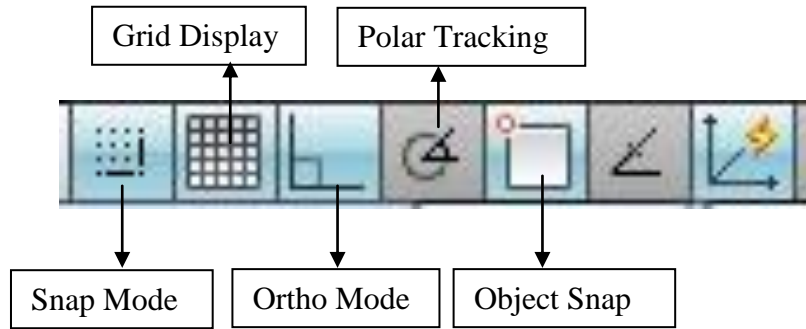 Grid Display
Polar Tracking
Snap Mode
Ortho Mode
Object Snap